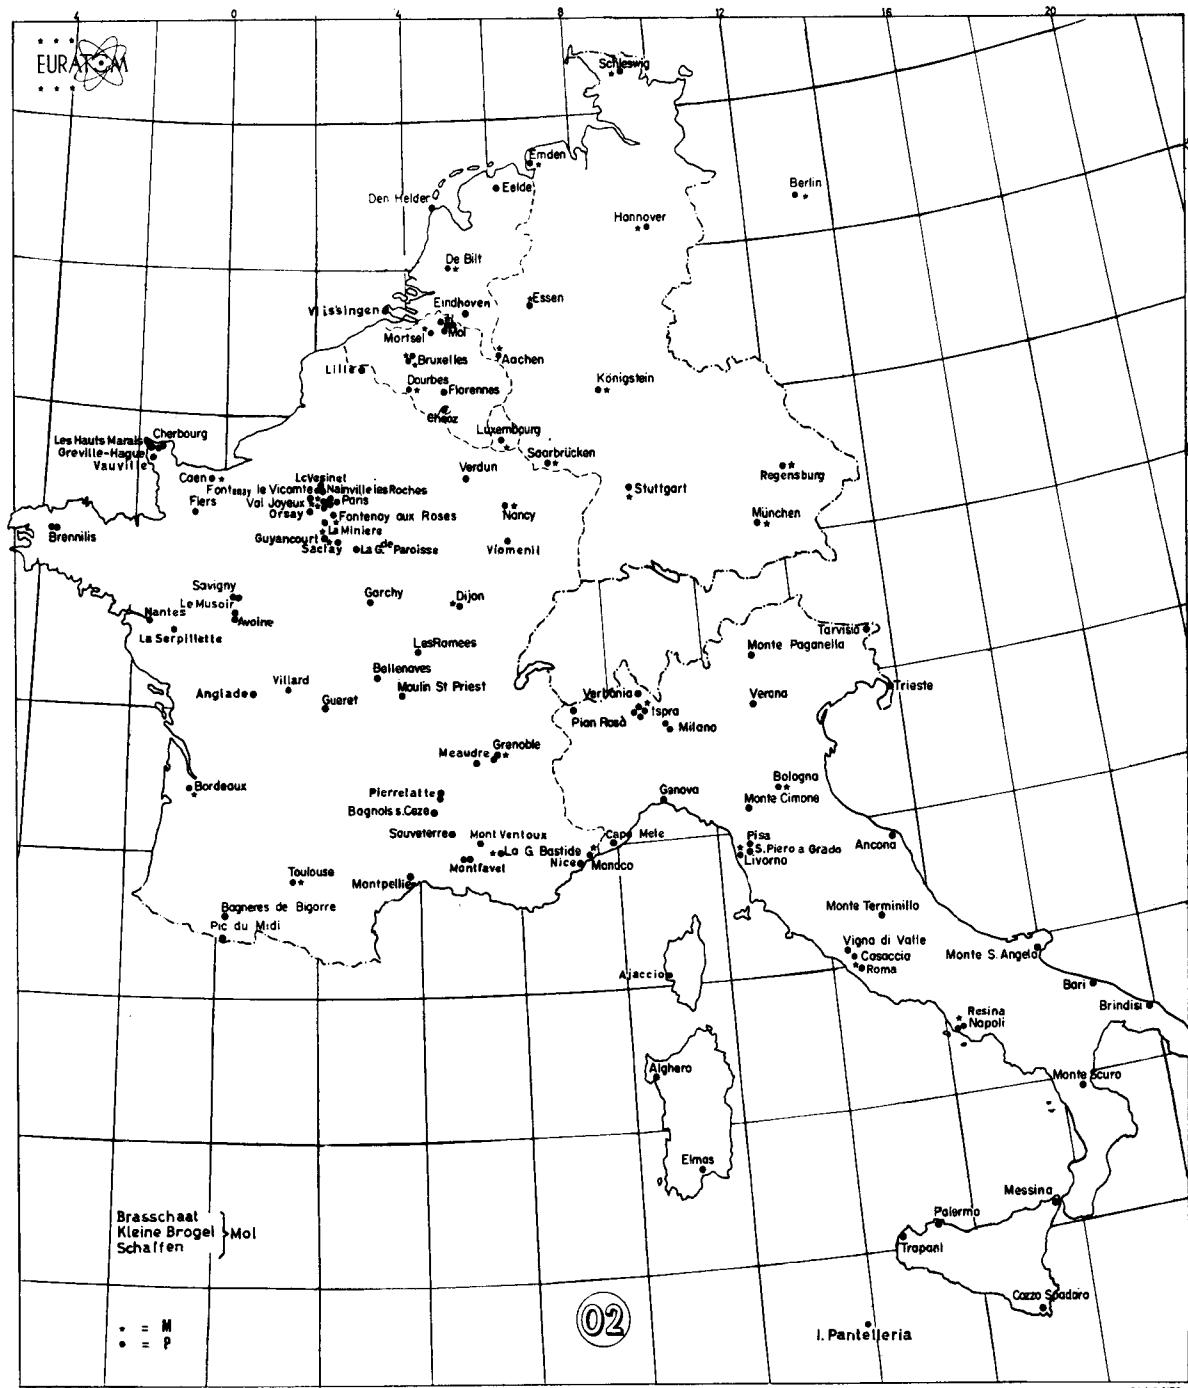 4 0 4 8 12 16 20
EURATOM
Schleswig
Emden
Eelde
Berlin
Den Helder
Hannover
De Bilt
Eindhoven
Essen
Vlissingen
Mol
Mortsel
Bruxelles
Aachen
Lille
Dourbes
Florennes
Königstein
Chooz
Les Hauts Marais
Cherbourg
Greville-Hague
Vauville
Luxembourg
Saarbrücken
Verdun
Regensburg
Caen
Le Vesinet
Fontenay le Vicomte
Nainville les Roches
Stuttgart
Flers
Val Joyeux
Paris
Orsay
Fontenay aux Roses
Nancy
München
Brennilis
La Miniere
Guyancourt
Saclay
La G. de Paroisse
Viomenil
Savigny
Garchy
Dijon
Le Musoir
Nantes
Avoine
La Serpillette
Tarvisio
Les Ramees
Monte Paganella
Bellenaves
Villard
Moulin St Priest
Anglade
Gueret
Verbania
Verona
Trieste
Pian Rosà
Ispra
Milano
Grenoble
Meaudre
Bordeaux
Bologna
Pierrelatte
Genova
Monte Cimone
Bagnols s. Ceze
Sauveterre
Mont Ventoux
Capo Mele
Pisa
Ancona
La G. Bastide
S. Piero a Grado
Montfavet
Nice
Monaco
Livorno
Toulouse
Montpellier
Bagneres de Bigorre
Monte Terminillo
Pic du Midi
Vigna di Valle
Casaccia
Monte S. Angelo
Roma
Ajaccio
Bari
Brindisi
Resina
Napoli
Alghero
Monte Scuro
Elmas
Messina
Brasschaat
Kleine Brogel } Mol
Schaffen
Palermo
Trapani
Cozzo Spadaro
02
★ = M
● = P
I. Pantelleria